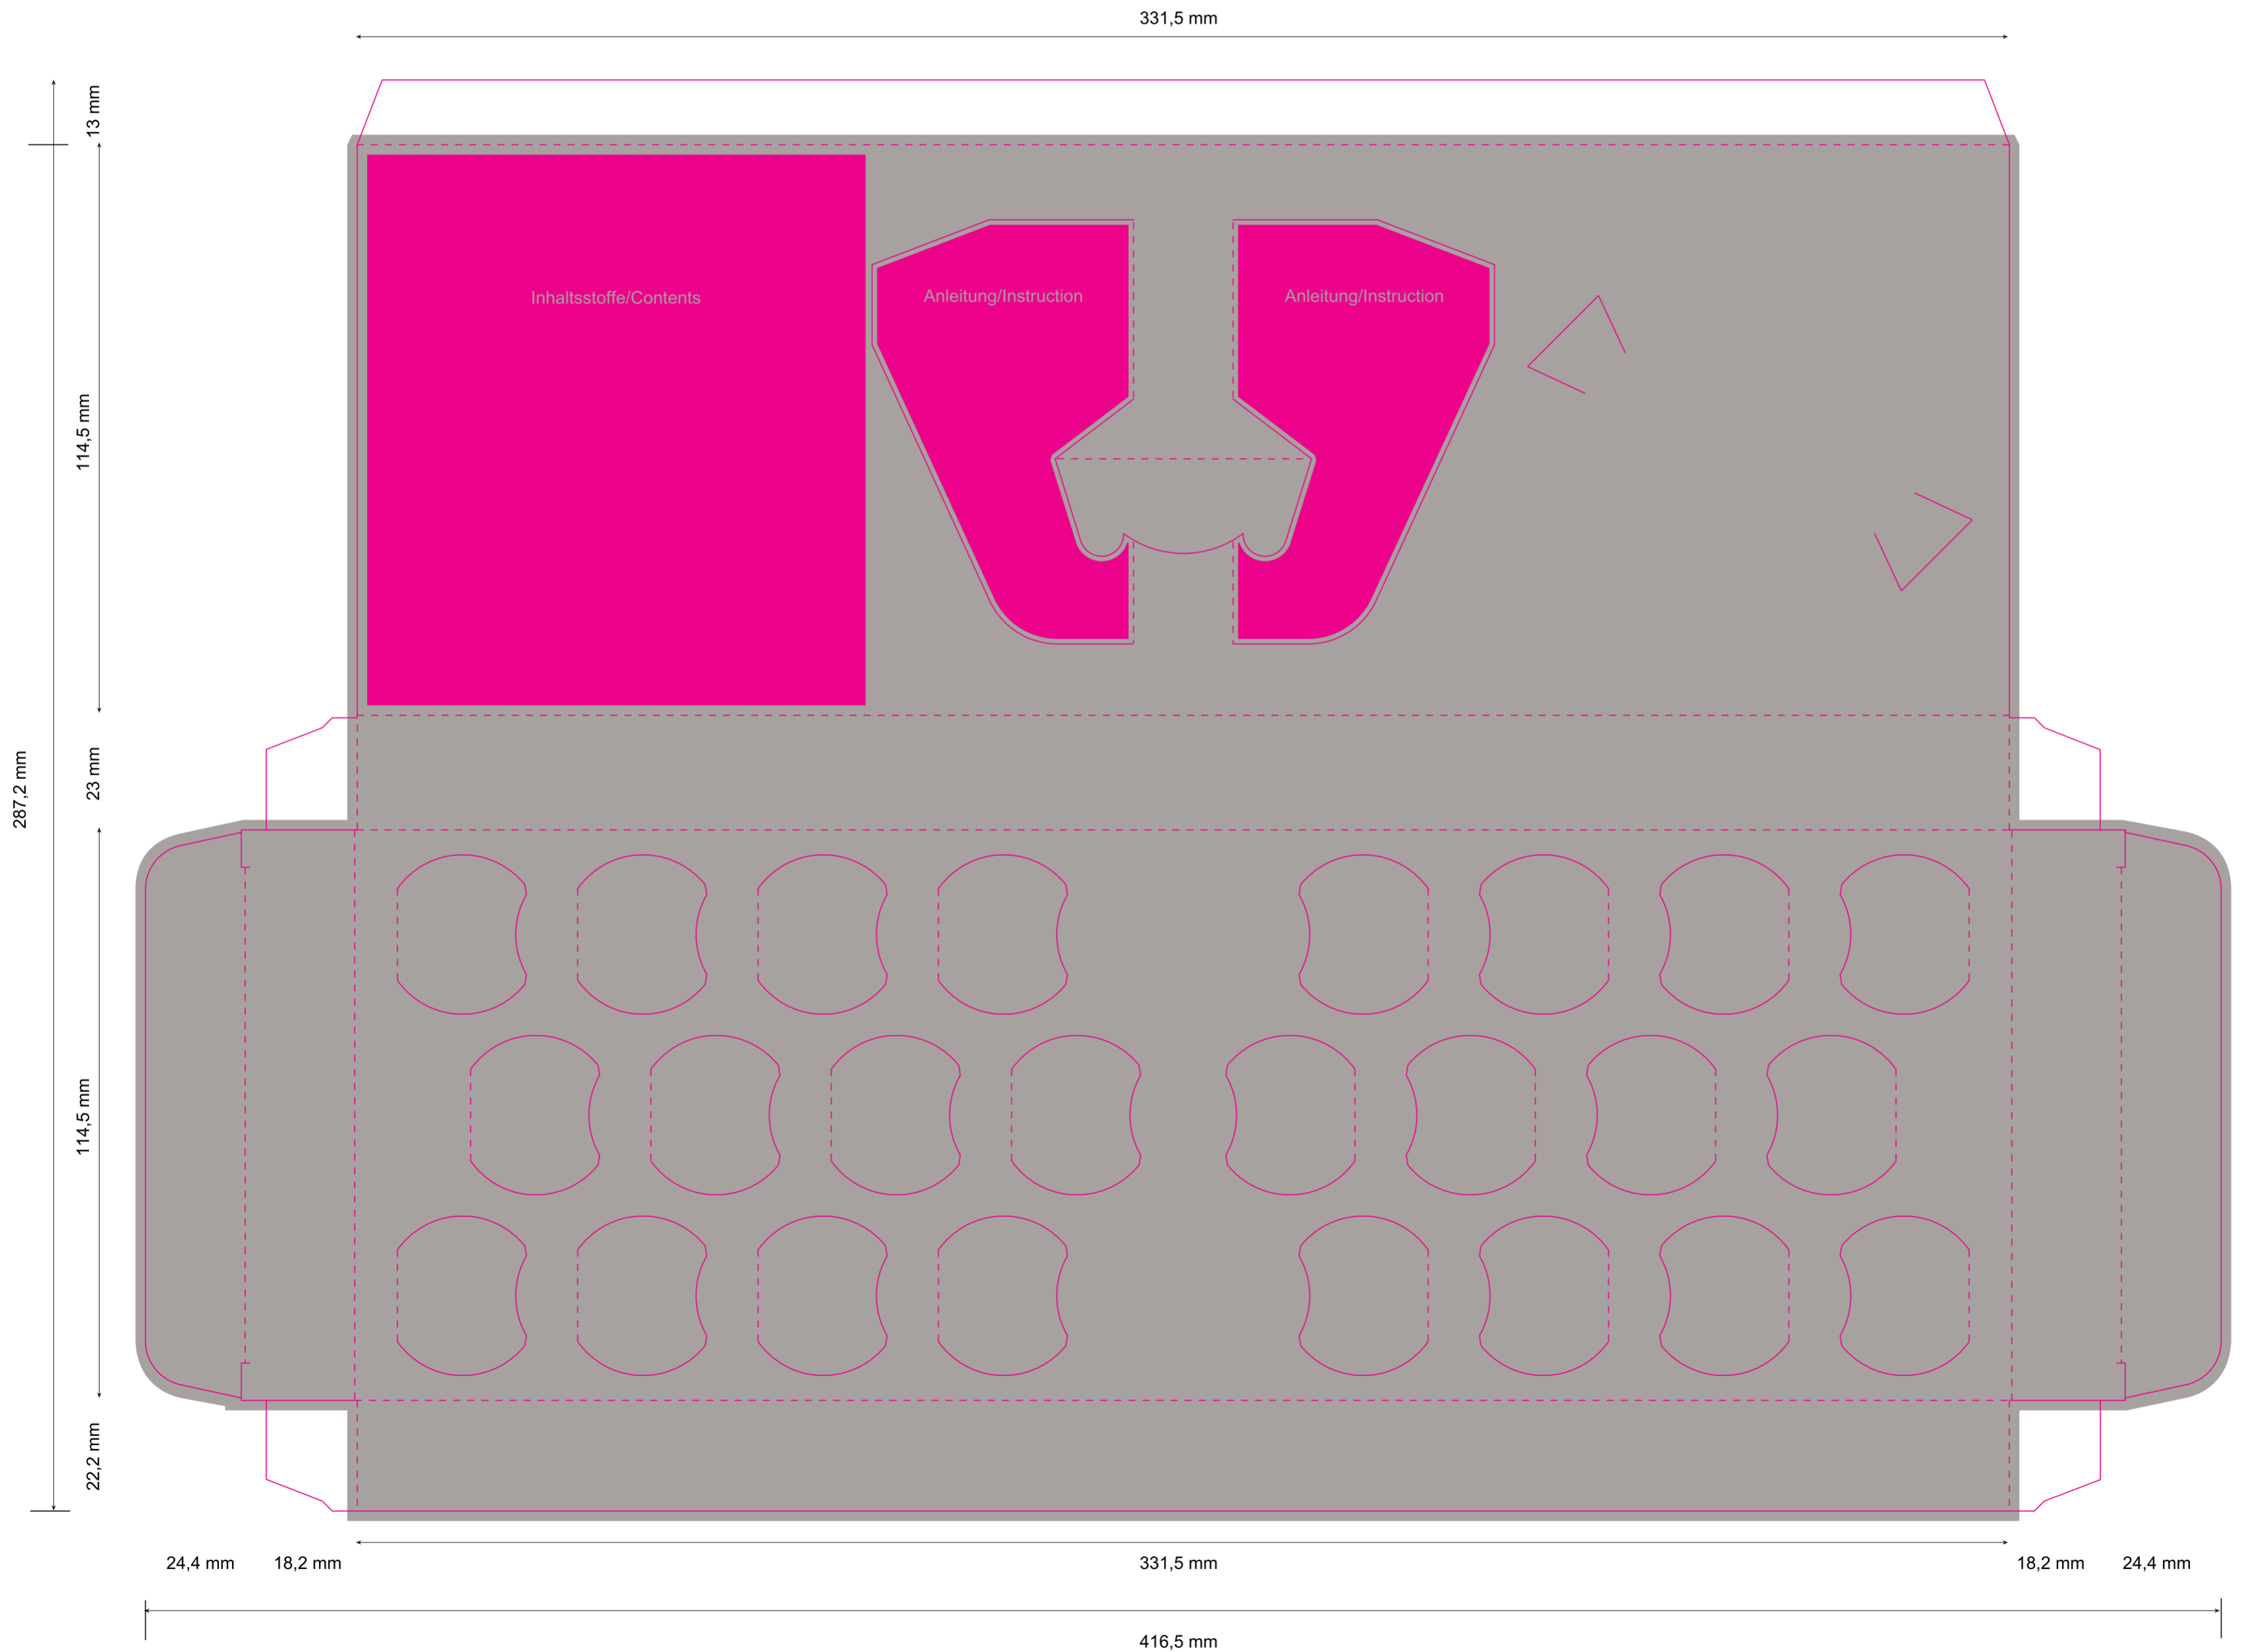 331,5 mm
13 mm
114,5 mm
Inhaltsstoffe/Contents
Anleitung/Instruction
Anleitung/Instruction
23 mm
287,2 mm
114,5 mm
22,2 mm
24,4 mm
18,2 mm
331,5 mm
18,2 mm
24,4 mm
416,5 mm